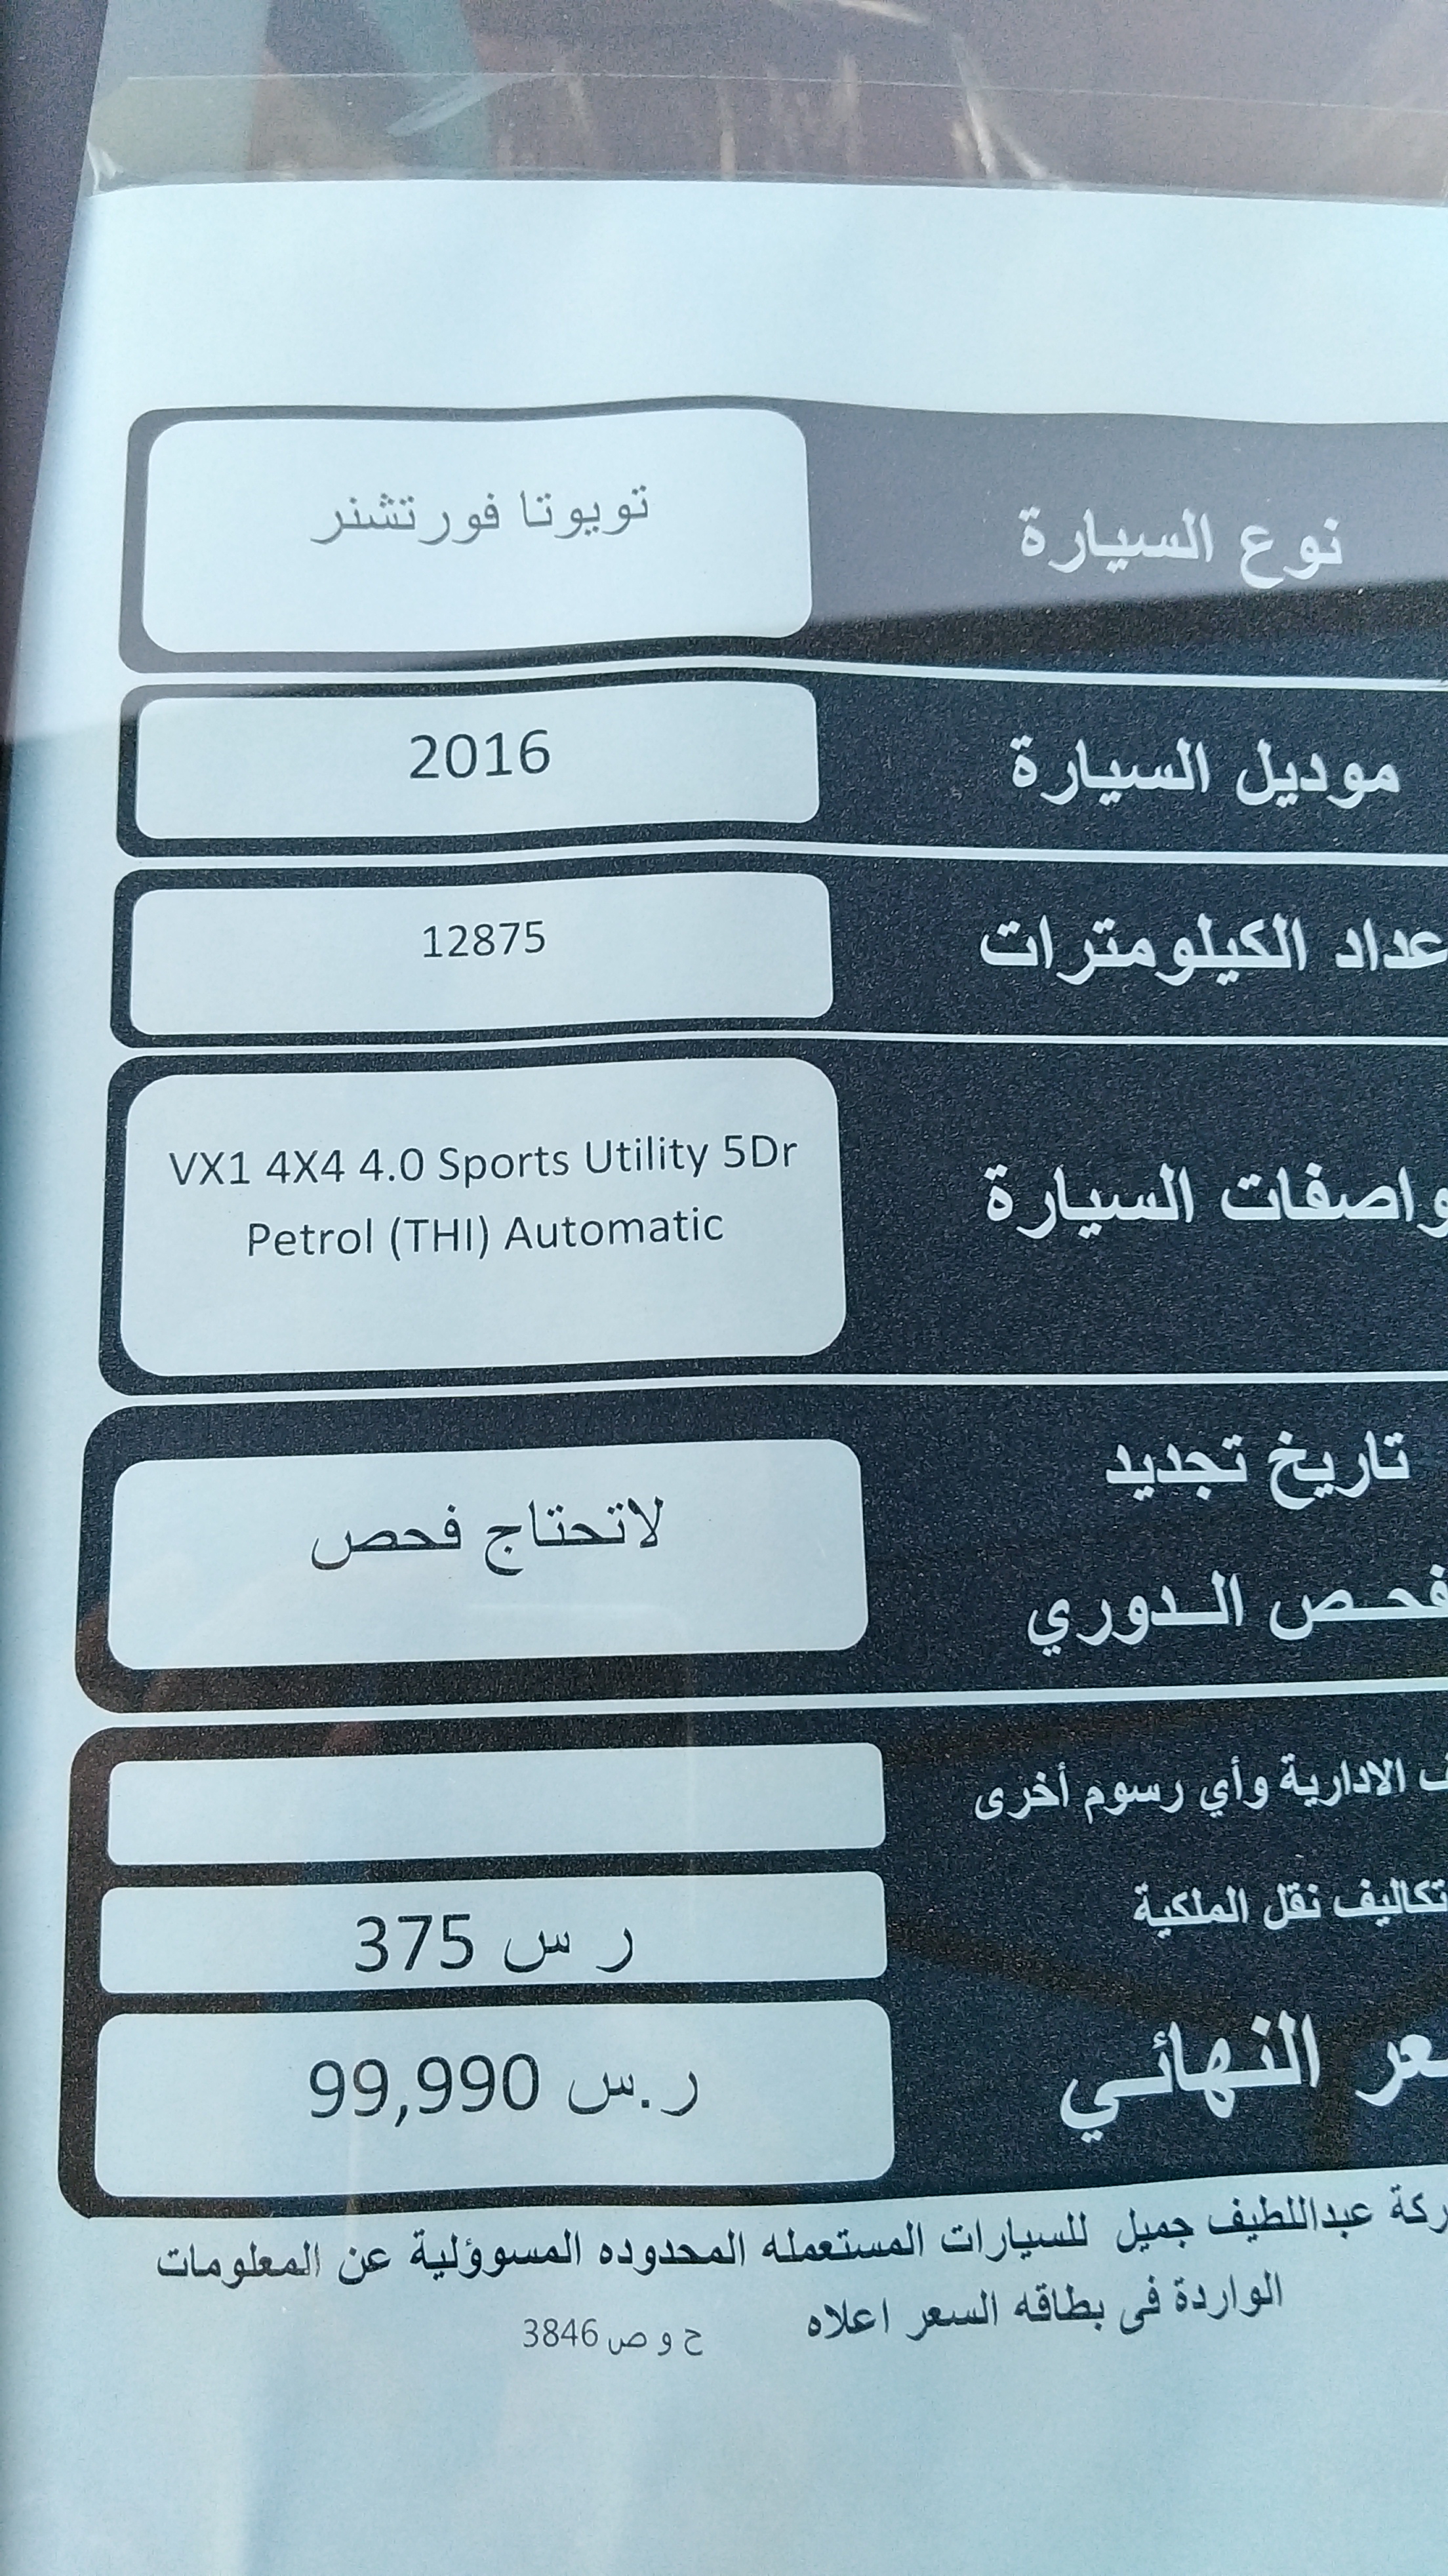 نوع السيارة
تويوتا فورتشنر
موديل السيارة
2016
عداد الكيلومترات
12875
واصفات السيارة
VX1 4X4 4.0 Sports Utility 5Dr
Petrol (THI) Automatic
تاريخ تجديد
فحص الدوري
لاتحتاج فحص
ف الادارية وأي رسوم أخرى
تكاليف نقل الملكية
ر س 375
عر النهائي
ر.س 99,990
ركة عبداللطيف جميل للسيارات المستعمله المحدوده المسوؤلية عن المعلومات
الواردة فى بطاقه السعر اعلاه
ح و ص 3846